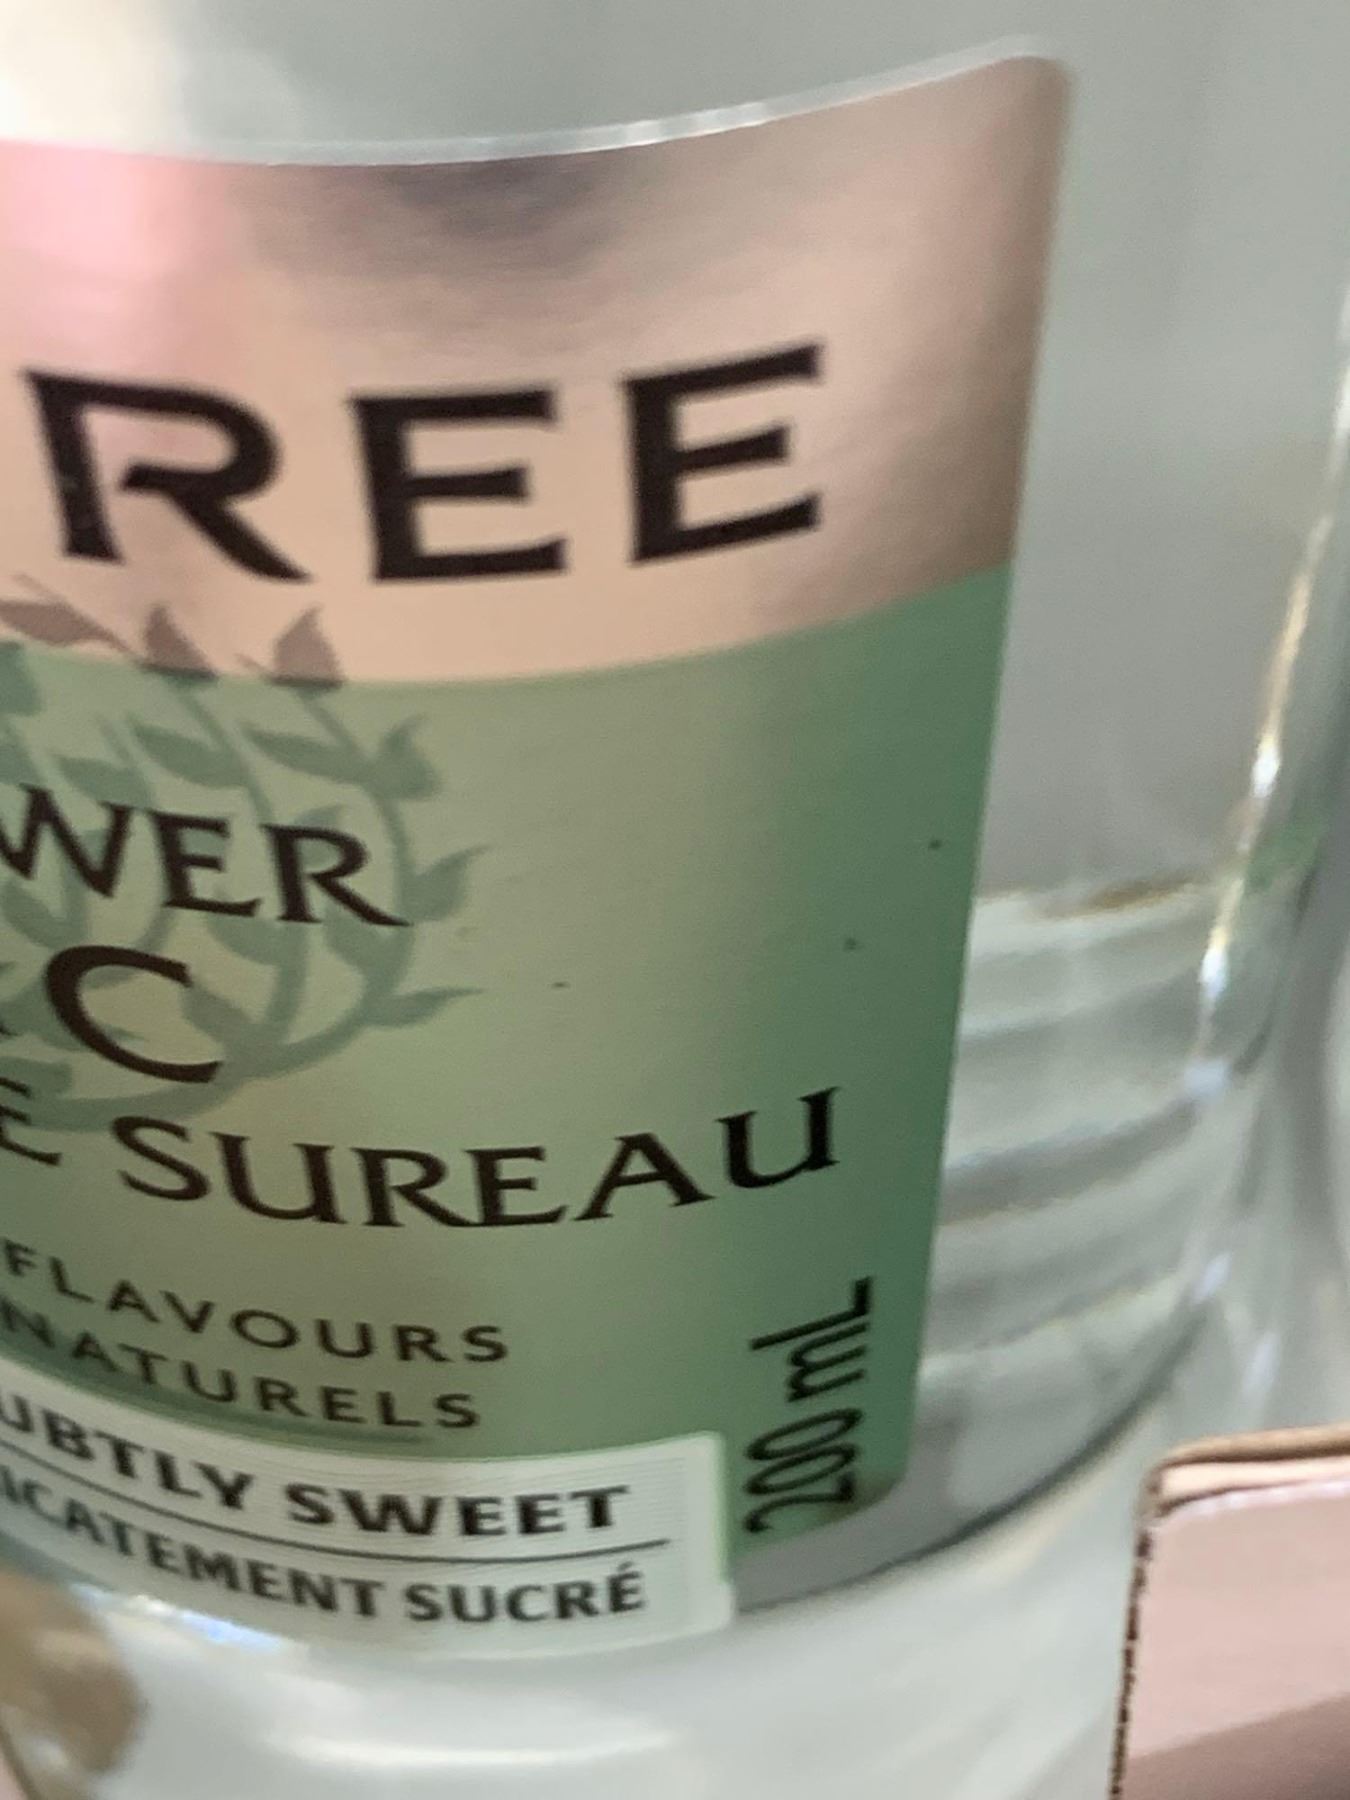 REE
WER
C
E SUREAU
FLAVOURS
NATURELS
UBTLY SWEET
ICATEMENT SUCRÉ
200 mL